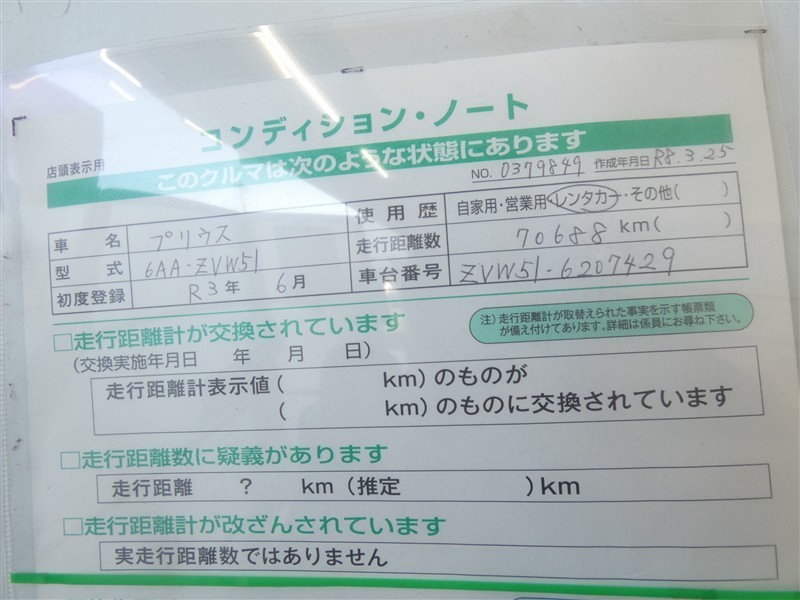 コンディション・ノート
店頭表示用
このクルマは次のような状態にあります
NO. 0379849 作成年月日 R8.3.25
車名 プリウス 使用歴 自家用・営業用・レンタカー・その他( )
型式 6AA-ZVW51 走行距離数 70688 km( )
初度登録 R3年 6月 車台番号 ZVW51-6207429
□走行距離計が交換されています
(交換実施年月日 年 月 日)
注)走行距離計が取替えられた事実を示す帳票類
が備え付けてあります。詳細は係員にお尋ね下さい。
走行距離計表示値( km)のものが
( km)のものに交換されています
□走行距離数に疑義があります
走行距離 ? km(推定 )km
□走行距離計が改ざんされています
実走行距離数ではありません